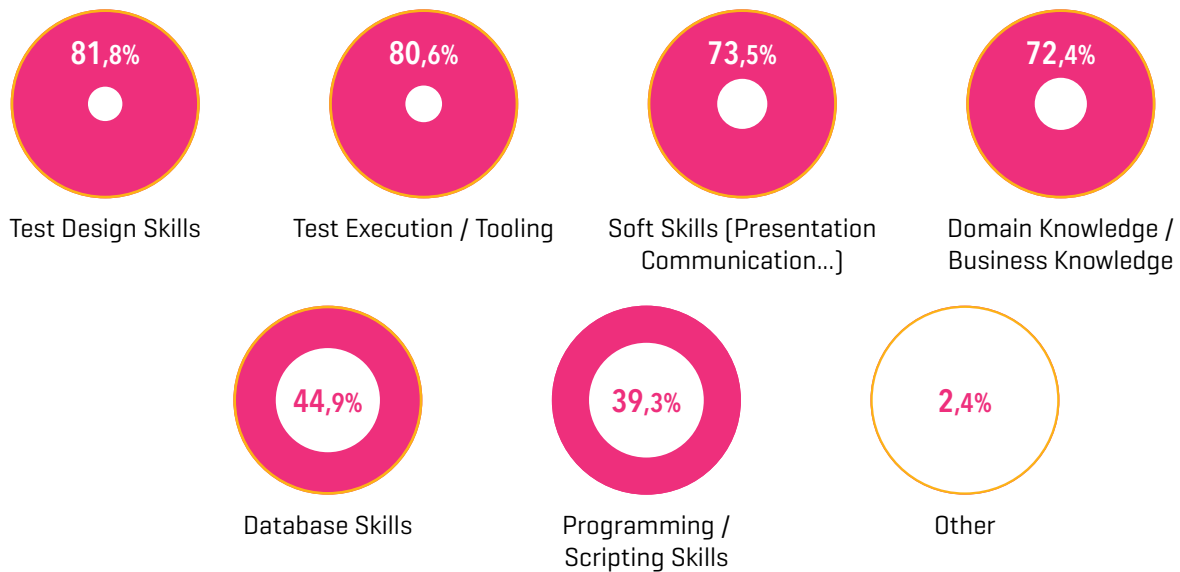 81,8%
80,6%
73,5%
72,4%
Test Design Skills
Test Execution / Tooling
Soft Skills (Presentation
Communication...)
Domain Knowledge /
Business Knowledge
44,9%
39,3%
2,4%
Database Skills
Programming /
Scripting Skills
Other